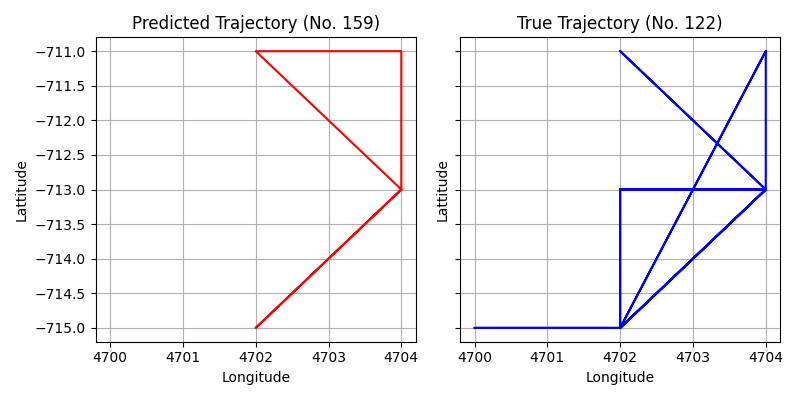 Predicted Trajectory (No. 159)
True Trajectory (No. 122)
−711.0
−711.5
−712.0
−712.5
−713.0
−713.5
−714.0
−714.5
−715.0
Lattitude
Lattitude
4700 4701 4702 4703 4704
4700 4701 4702 4703 4704
Longitude
Longitude